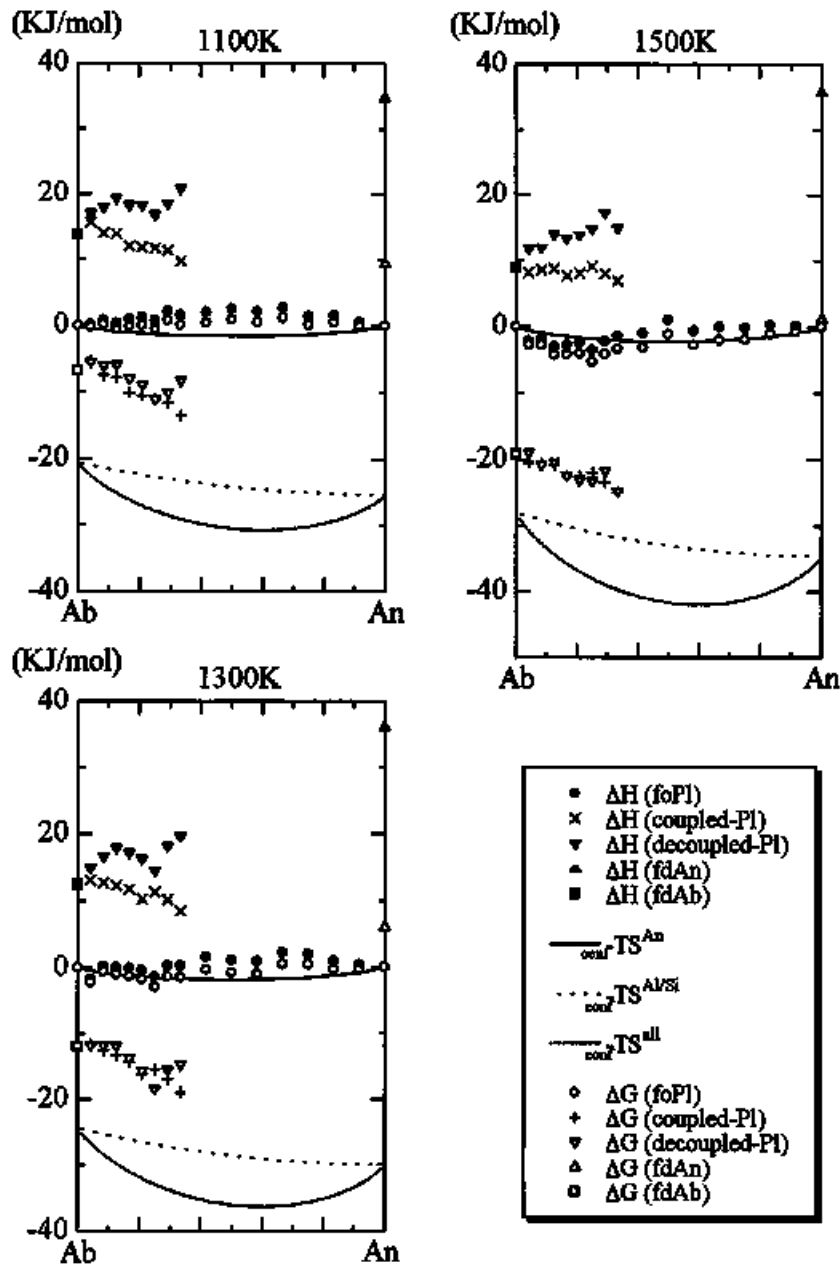 (KJ/mol)
1100K
40
20
0
-20
-40
Ab
An
(KJ/mol)
1500K
40
20
0
-20
-40
Ab
An
(KJ/mol)
1300K
40
20
0
-20
-40
Ab
An
ΔH (foPl)
ΔH (coupled-Pl)
ΔH (decoupled-Pl)
ΔH (fdAn)
ΔH (fdAb)
conf-TS^An
conf-TS^Al/Si
conf-TS^all
ΔG (foPl)
ΔG (coupled-Pl)
ΔG (decoupled-Pl)
ΔG (fdAn)
ΔG (fdAb)